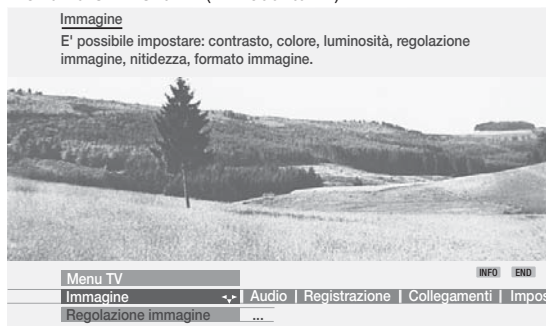 Immagine
E' possibile impostare: contrasto, colore, luminosità, regolazione
immagine, nitidezza, formato immagine.
INFO END
Menu TV
Immagine Audio | Registrazione | Collegamenti | Impos
Regolazione immagine ...